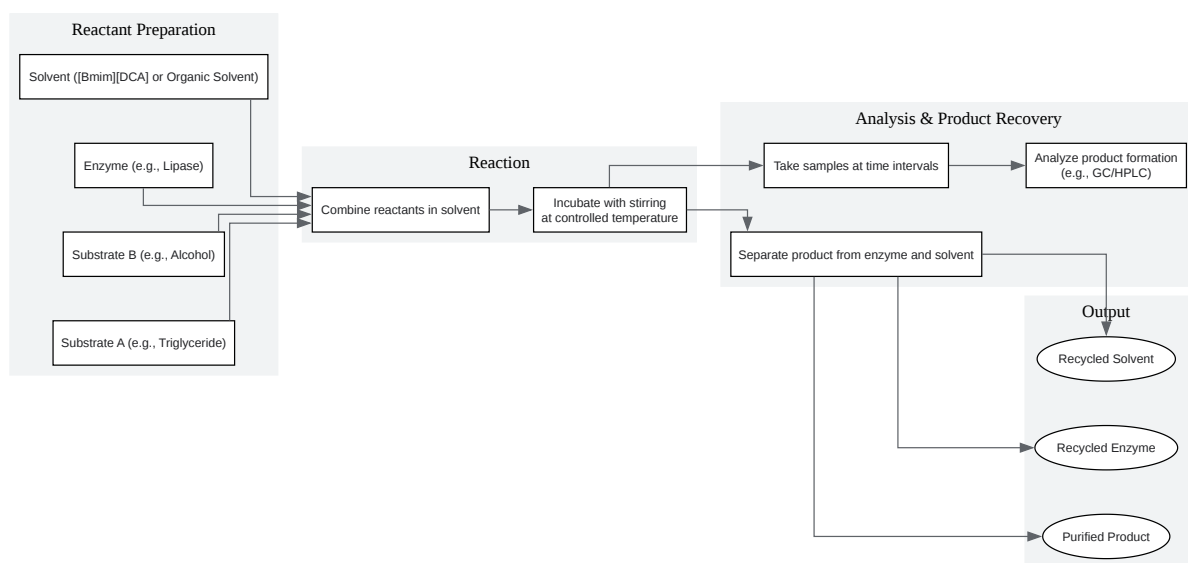 Reactant Preparation
Solvent ([Bmim][DCA] or Organic Solvent)
Enzyme (e.g., Lipase)
Substrate B (e.g., Alcohol)
Substrate A (e.g., Triglyceride)
Reaction
Combine reactants in solvent
Incubate with stirring
at controlled temperature
Analysis & Product Recovery
Take samples at time intervals
Analyze product formation
(e.g., GC/HPLC)
Separate product from enzyme and solvent
Output
Recycled Solvent
Recycled Enzyme
Purified Product